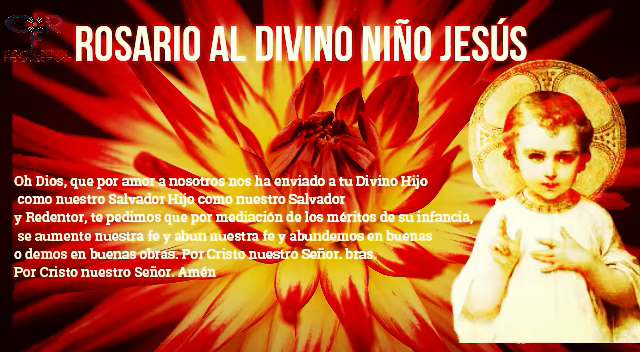 ROSARIO AL DIVINO NIÑO JESÚS
Oh Dios, que por amor a nosotros nos ha enviado a tu Divino Hijo
como nuestro Salvador Hijo como nuestro Salvador
y Redentor, te pedimos que por mediación de los méritos de su infancia,
se aumente nuestra fe y abun nuestra fe y abundemos en buenas
o demos en buenas obras. Por Cristo nuestro Señor. bras.
Por Cristo nuestro Señor. Amén